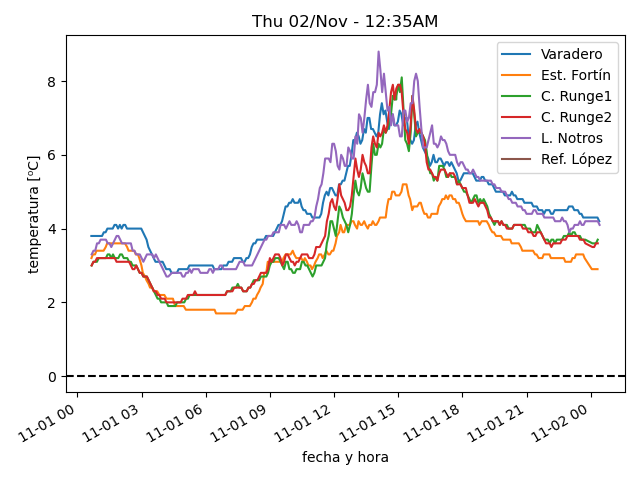 Thu 02/Nov - 12:35AM
temperatura [ºC]
8
6
4
2
0
Varadero
Est. Fortín
C. Runge1
C. Runge2
L. Notros
Ref. López
11-01 00
11-01 03
11-01 06
11-01 09
11-01 12
11-01 15
11-01 18
11-01 21
11-02 00
fecha y hora